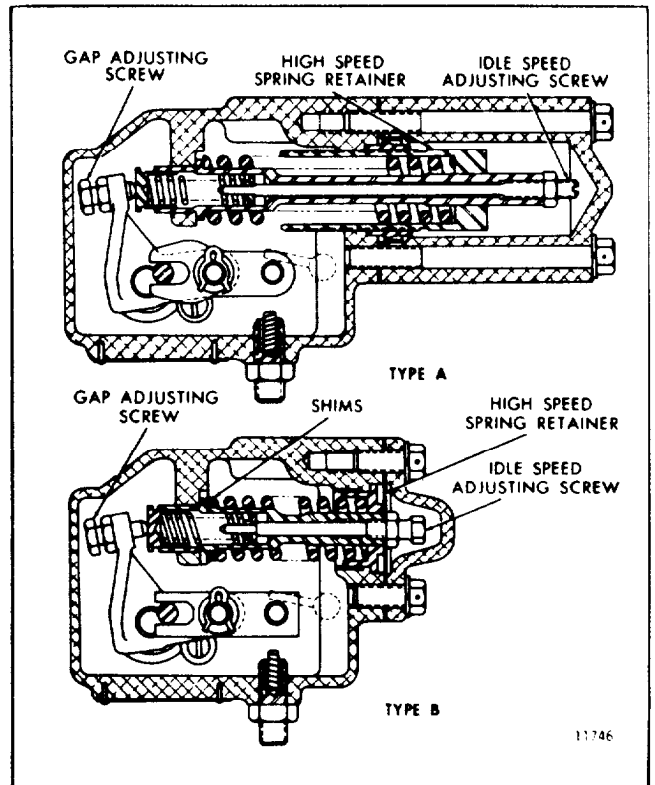 GAP ADJUSTING
SCREW
HIGH SPEED
SPRING RETAINER
IDLE SPEED
ADJUSTING SCREW
TYPE A
GAP ADJUSTING
SCREW
SHIMS
HIGH SPEED
SPRING RETAINER
IDLE SPEED
ADJUSTING SCREW
TYPE B
11746